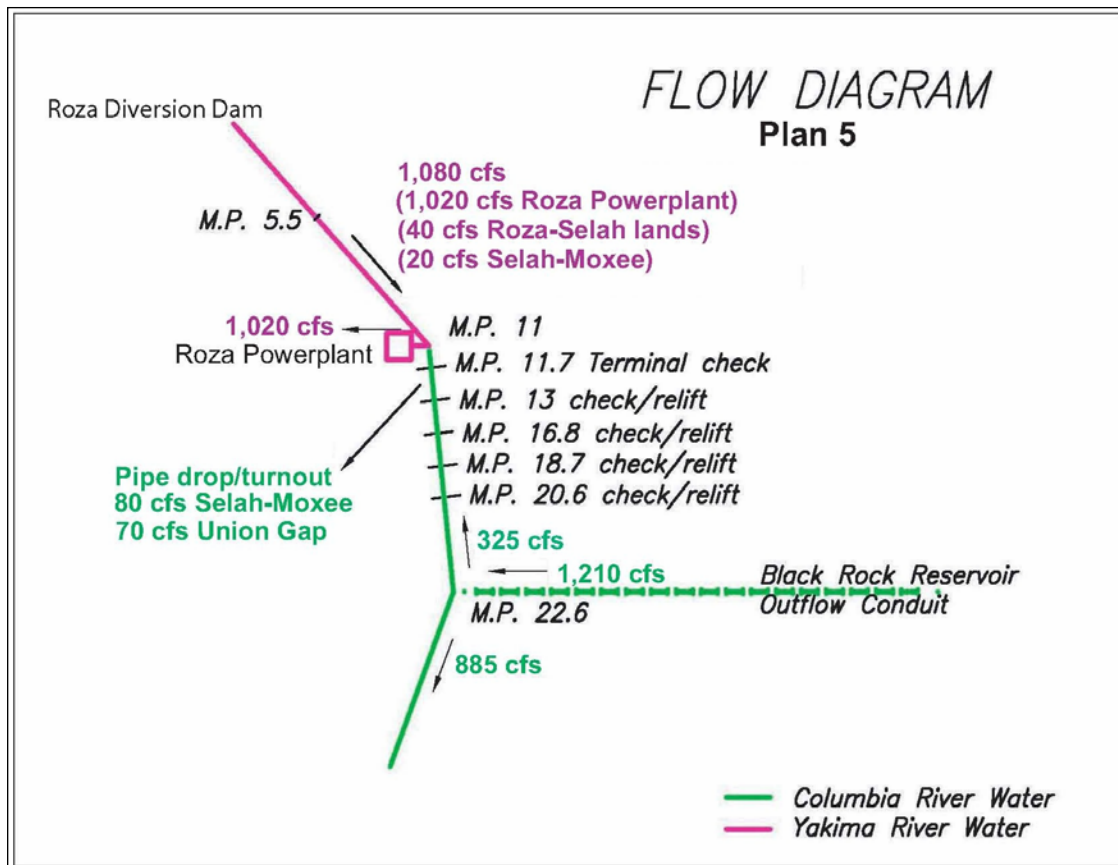 FLOW DIAGRAM
Plan 5
Roza Diversion Dam
1,080 cfs
(1,020 cfs Roza Powerplant)
(40 cfs Roza-Selah lands)
(20 cfs Selah-Moxee)
M.P. 5.5
1,020 cfs
M.P. 11
Roza Powerplant
M.P. 11.7 Terminal check
M.P. 13 check/relift
M.P. 16.8 check/relift
M.P. 18.7 check/relift
M.P. 20.6 check/relift
Pipe drop/turnout
80 cfs Selah-Moxee
70 cfs Union Gap
325 cfs
1,210 cfs
Black Rock Reservoir
Outflow Conduit
M.P. 22.6
885 cfs
Columbia River Water
Yakima River Water